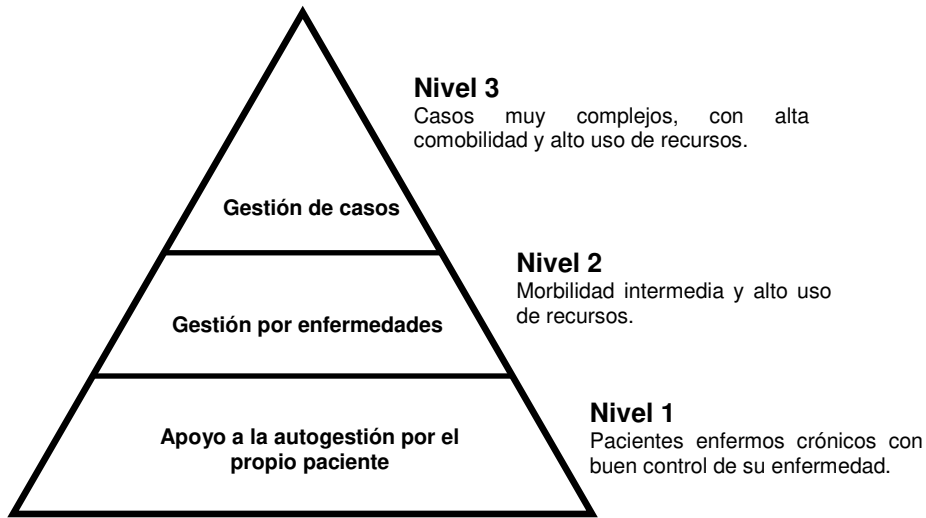 Nivel 3
Casos muy complejos, con alta
comobilidad y alto uso de recursos.
Gestión de casos
Nivel 2
Morbilidad intermedia y alto uso
de recursos.
Gestión por enfermedades
Nivel 1
Pacientes enfermos crónicos con
buen control de su enfermedad.
Apoyo a la autogestión por el
propio paciente